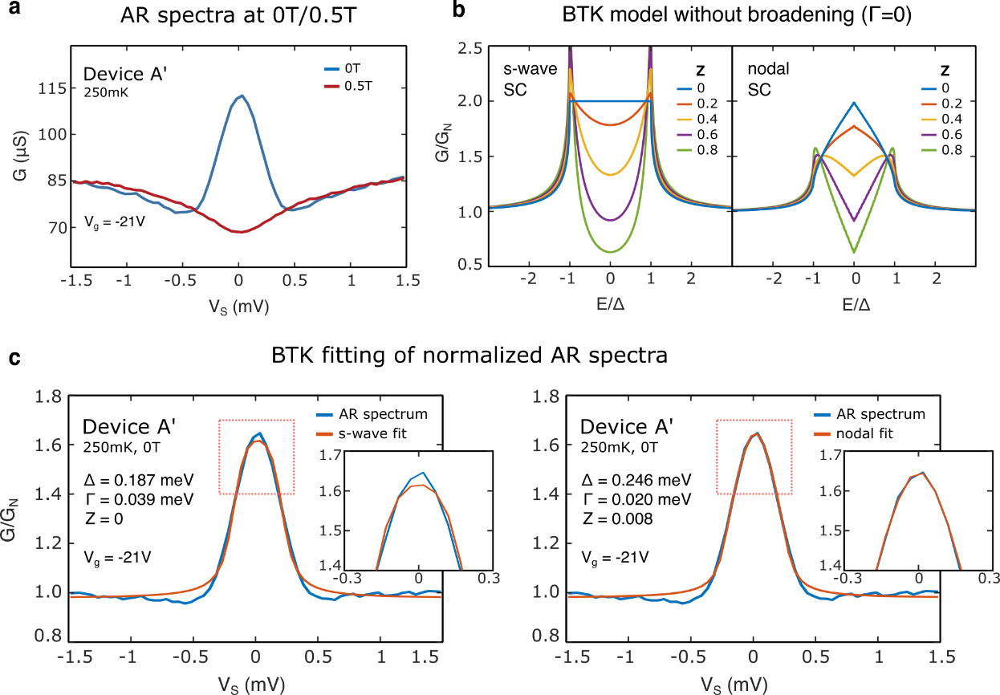 a
AR spectra at 0T/0.5T
Device A'
250mK
0T
0.5T
G (μS)
115
100
85
70
Vg = -21V
-1.5 -1 -0.5 0 0.5 1 1.5
VS (mV)
b
BTK model without broadening (Γ=0)
s-wave
SC
z
0
0.2
0.4
0.6
0.8
nodal
SC
z
0
0.2
0.4
0.6
0.8
G/GN
2.5
2.0
1.5
1.0
0.5
-2 -1 0 1 2
E/Δ
-2 -1 0 1 2
E/Δ
c
BTK fitting of normalized AR spectra
G/GN
1.8
1.6
1.4
1.2
1.0
0.8
Device A'
250mK, 0T
Δ = 0.187 meV
Γ = 0.039 meV
Z = 0
Vg = -21V
AR spectrum
s-wave fit
1.7
1.6
1.5
1.4
-0.3 0 0.3
-1.5 -1 -0.5 0 0.5 1 1.5
VS (mV)
1.8
1.6
1.4
1.2
1.0
0.8
Device A'
250mK, 0T
Δ = 0.246 meV
Γ = 0.020 meV
Z = 0.008
Vg = -21V
AR spectrum
nodal fit
1.7
1.6
1.5
1.4
-0.3 0 0.3
-1.5 -1 -0.5 0 0.5 1 1.5
VS (mV)